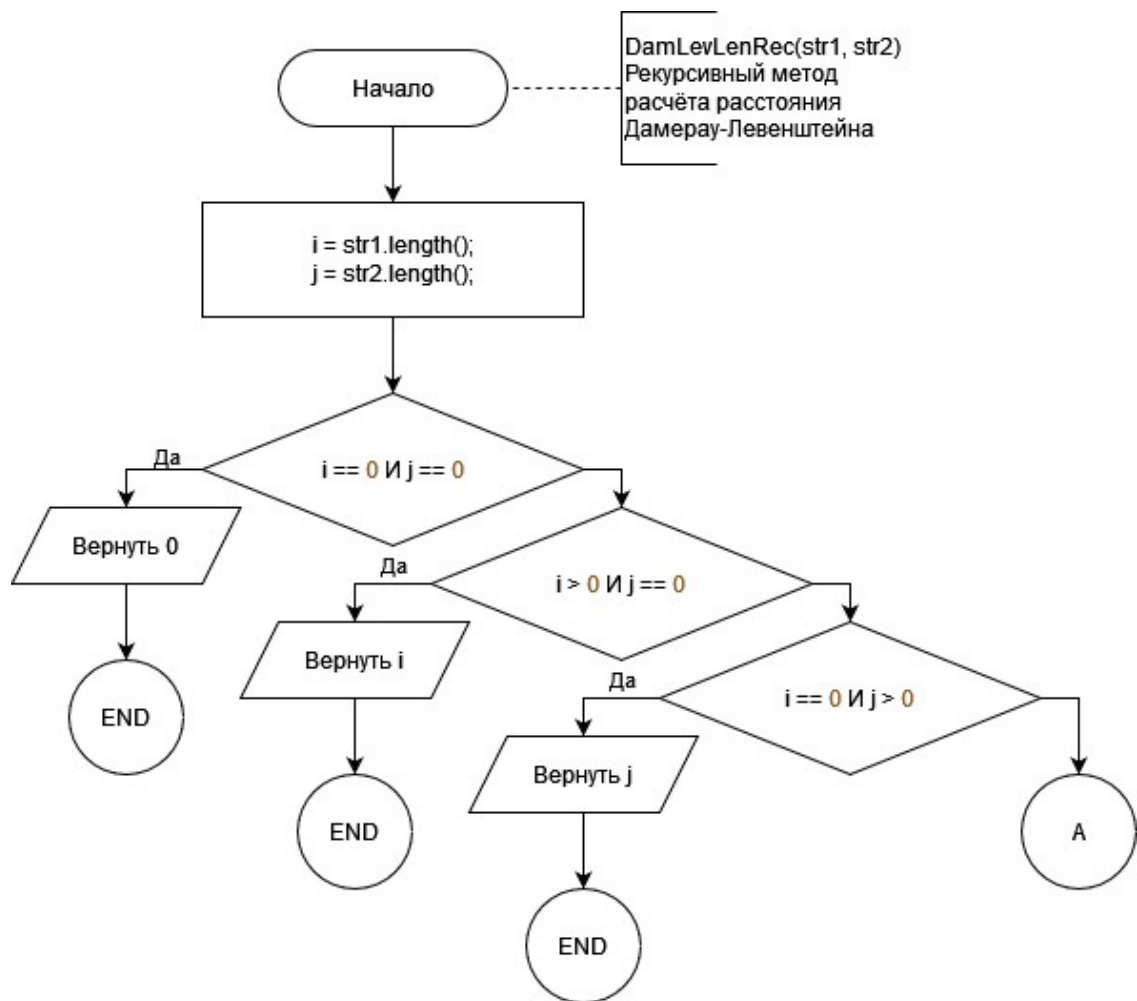 Начало
DamLevLenRec(str1, str2)
Рекурсивный метод
расчёта расстояния
Дамерау-Левенштейна
i = str1.length();
j = str2.length();
i == 0 И j == 0
Да
Вернуть 0
END
i > 0 И j == 0
Да
Вернуть i
END
i == 0 И j > 0
Да
Вернуть j
END
A